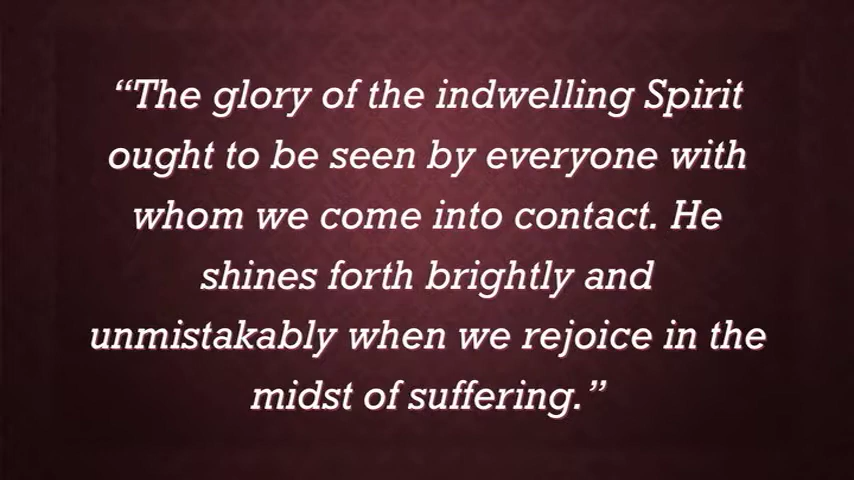 “The glory of the indwelling Spirit
ought to be seen by everyone with
whom we come into contact. He
shines forth brightly and
unmistakably when we rejoice in the
midst of suffering.”